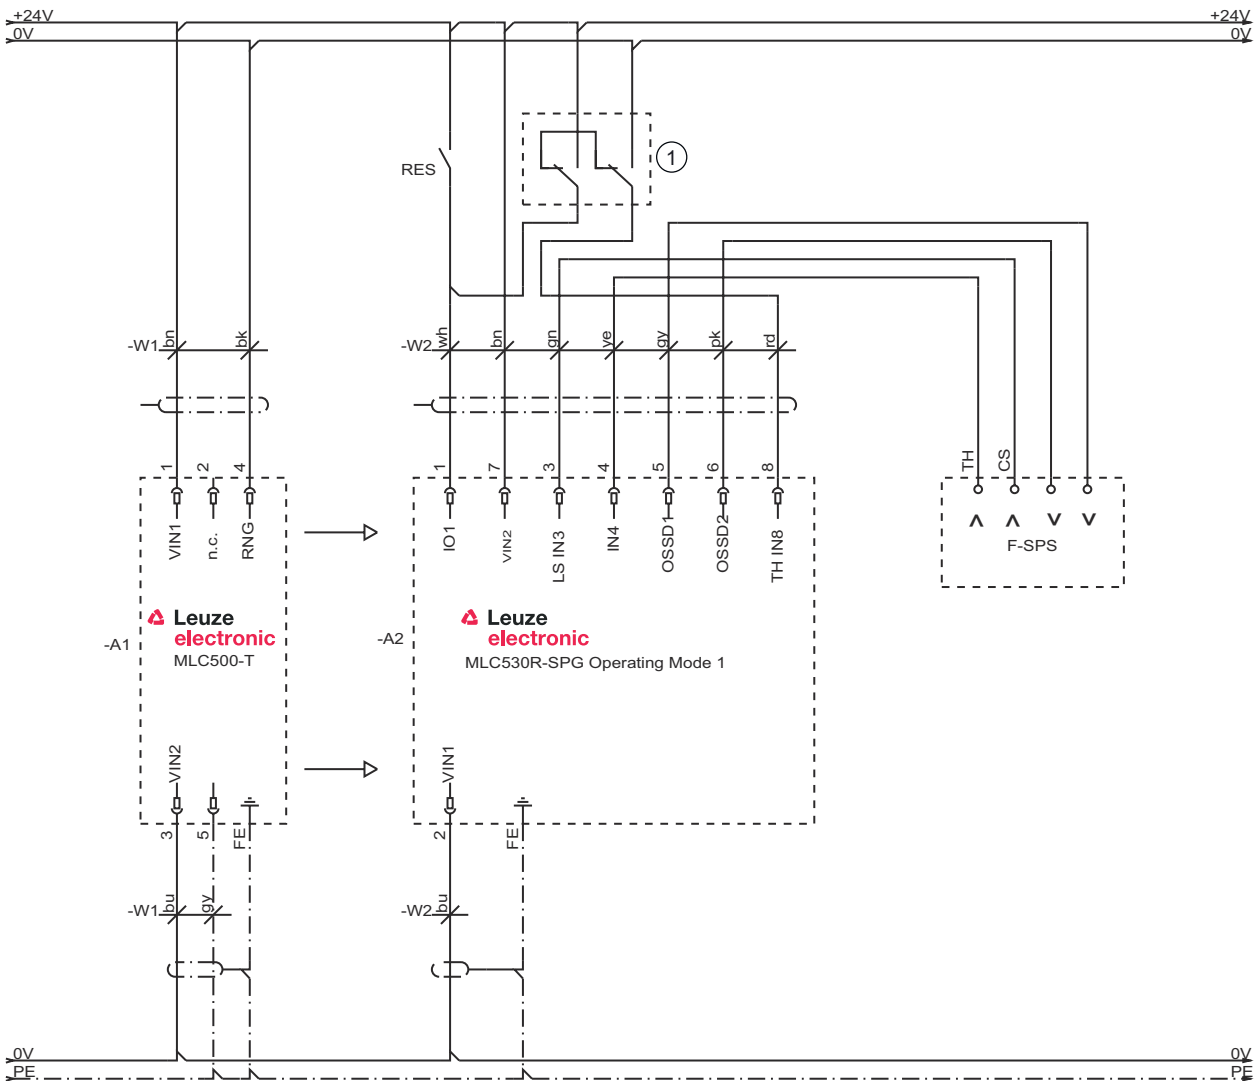 +24V
+24V
0V
0V
RES
1
-W1
bn
bk
-W2
wh
bn
gn
ye
gy
pk
rd
TH
CS
1
2
4
1
7
3
4
5
6
8
VIN1
n.c.
RNG
IO1
VIN2
LS IN3
IN4
OSSD1
OSSD2
TH IN8
F-SPS
Leuze
electronic
MLC500-T
-A1
Leuze
electronic
MLC530R-SPG Operating Mode 1
-A2
VIN2
VIN1
3
5
FE
2
FE
-W1
bu
gy
-W2
bu
0V
0V
PE
PE